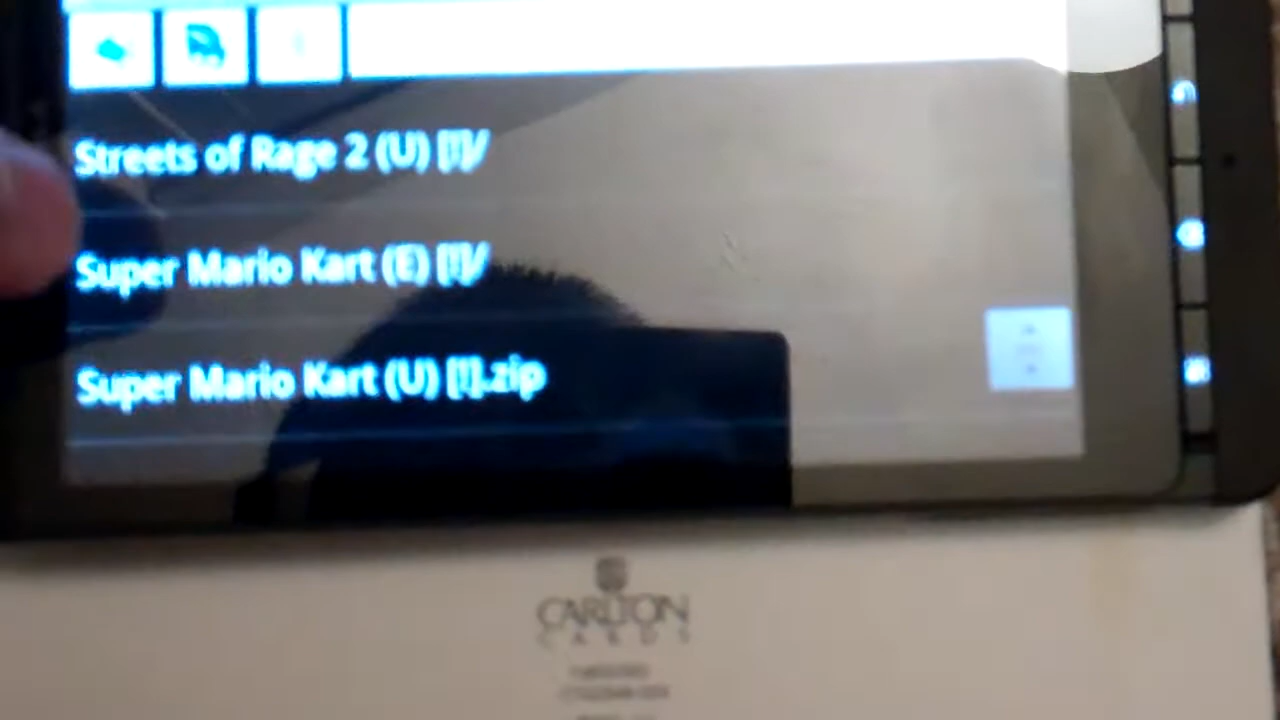 Streets of Rage 2 (U) [!]/
Super Mario Kart (E) [!]/
Super Mario Kart (U) [!].zip
CARLTON
CARDS